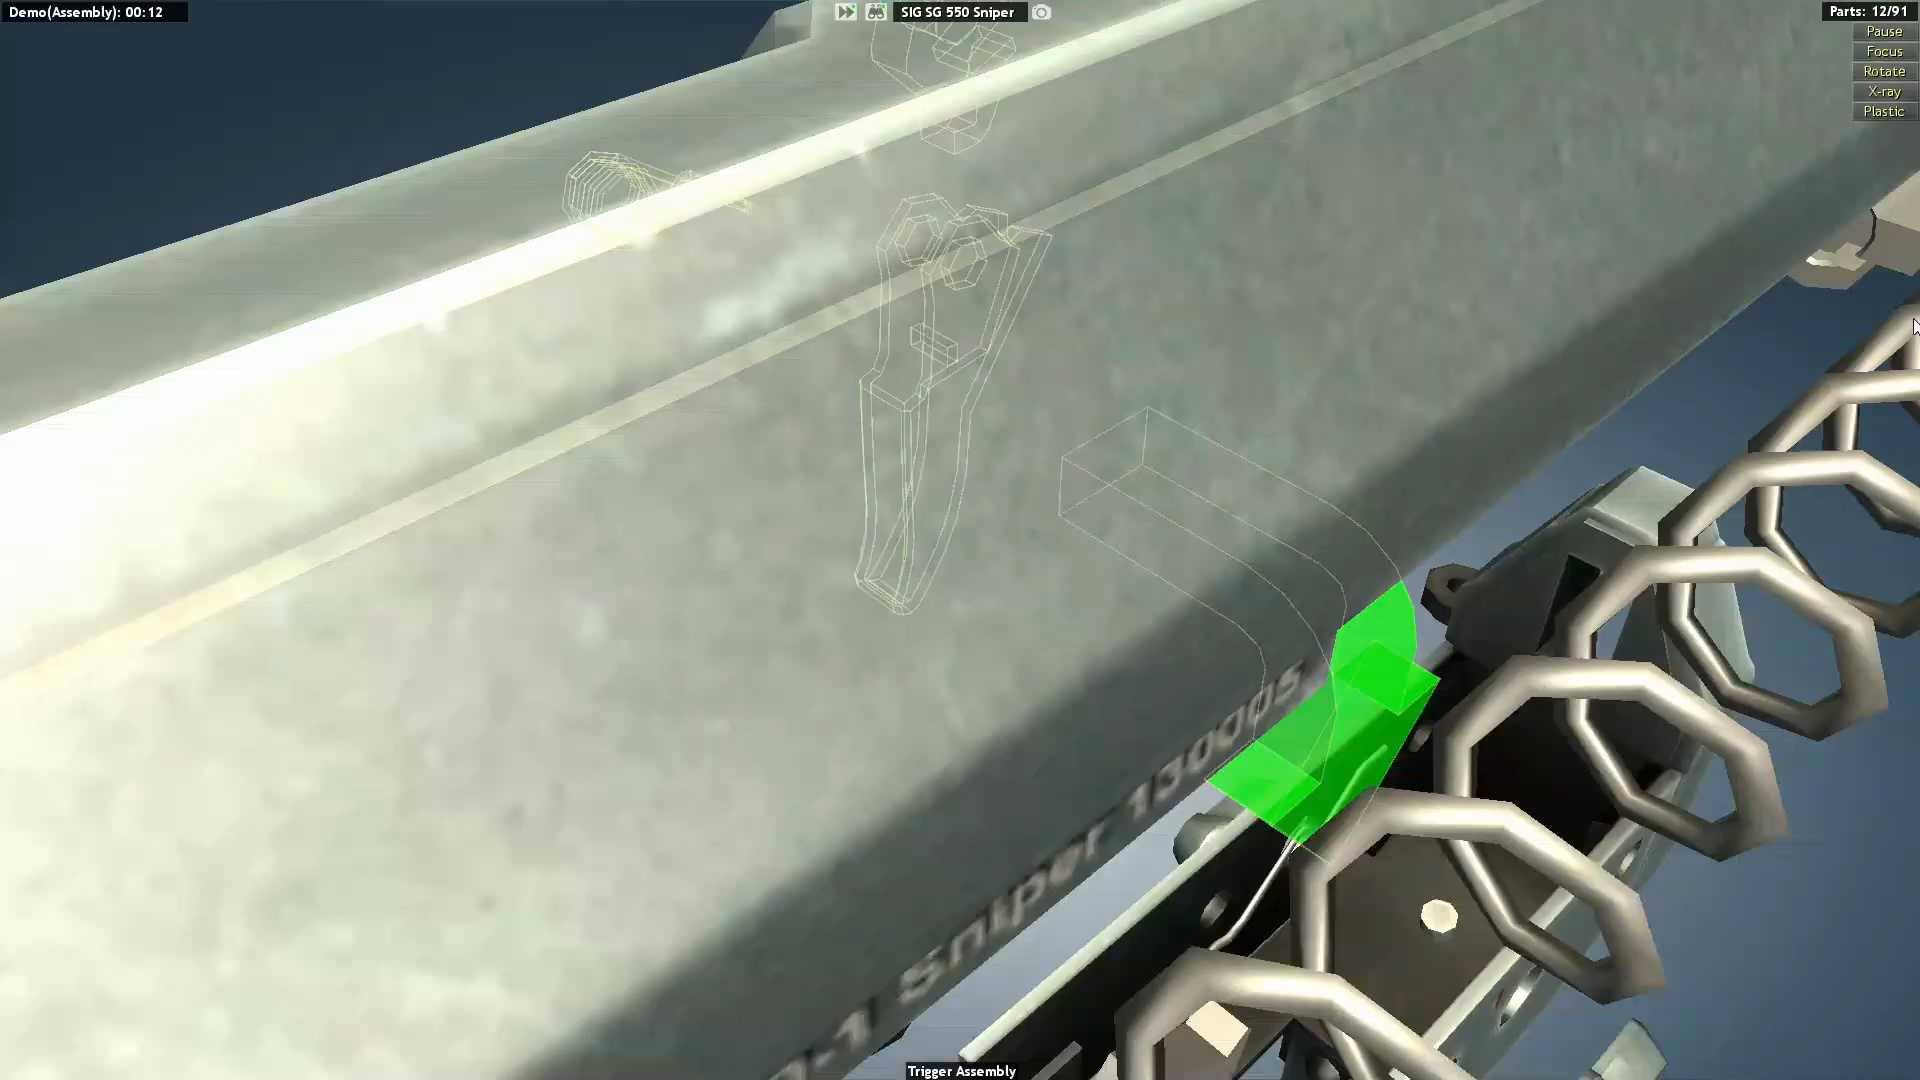 Demo(Assembly): 00:12
SIG SG 550 Sniper
Parts: 12/91
Pause
Focus
Rotate
X-ray
Plastic
-1 Sniper 130005
Trigger Assembly